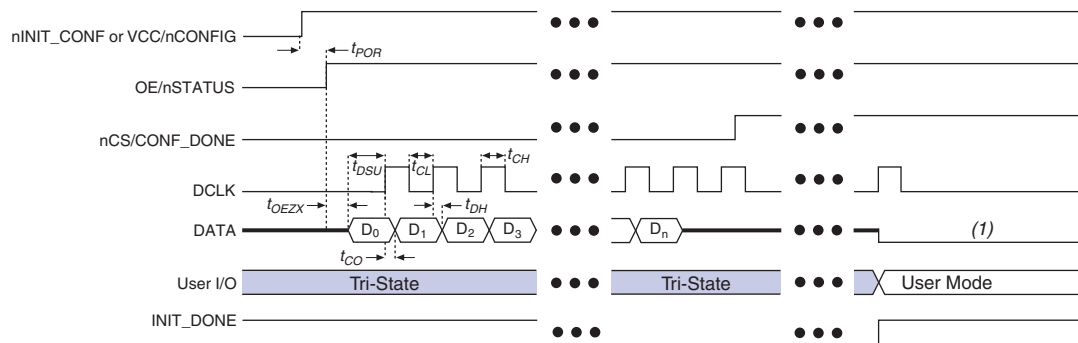 nINIT_CONF or VCC/nCONFIG
tPOR
OE/nSTATUS
nCS/CONF_DONE
tDSU
tCL
tCH
DCLK
tOEZX
tDH
DATA
D0 D1 D2 D3 Dn (1)
tCO
User I/O Tri-State Tri-State User Mode
INIT_DONE